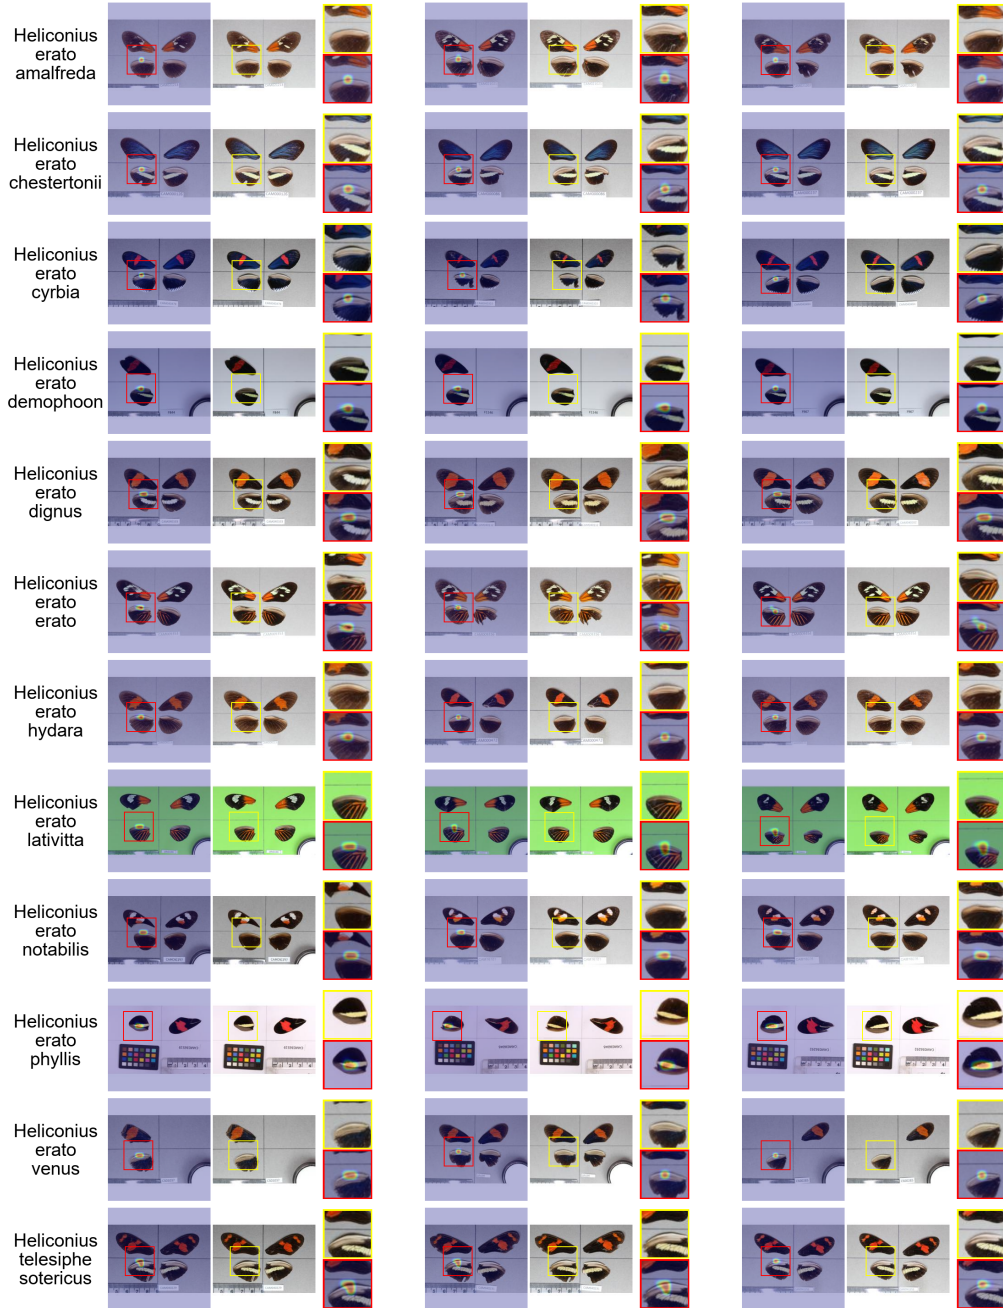 Heliconius
erato
amalfreda
Heliconius
erato
chestertonii
Heliconius
erato
cyrbia
Heliconius
erato
demophoon
Heliconius
erato
dignus
Heliconius
erato
erato
Heliconius
erato
hydara
Heliconius
erato
lativitta
Heliconius
erato
notabilis
Heliconius
erato
phyllis
Heliconius
erato
venus
Heliconius
telesiphe
sotericus